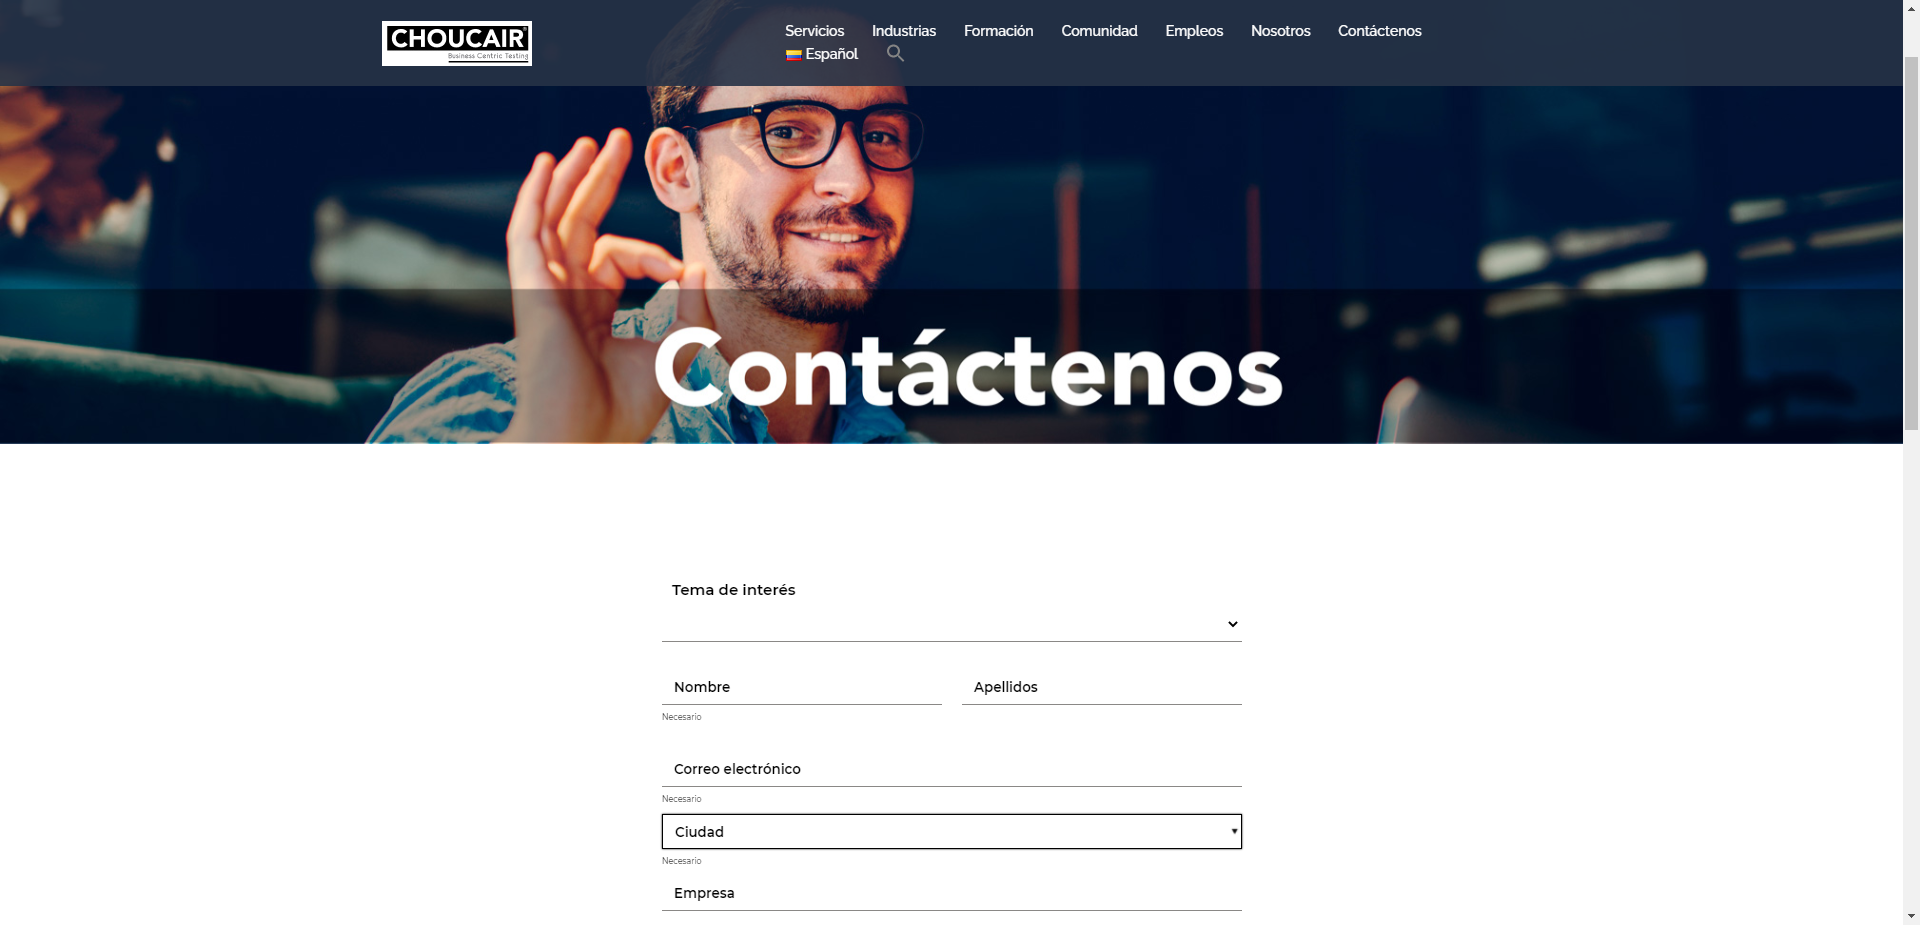 CHOUCAIR
Business Centric Testing
Servicios Industrias Formación Comunidad Empleos Nosotros Contáctenos
Español
Contáctenos
Tema de interés
Nombre Apellidos
Necesario
Correo electrónico
Necesario
Ciudad
Necesario
Empresa